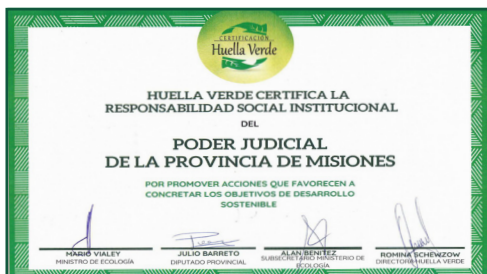 CERTIFICACIÓN
Huella Verde
HUELLA VERDE CERTIFICA LA
RESPONSABILIDAD SOCIAL INSTITUCIONAL
DEL
PODER JUDICIAL
DE LA PROVINCIA DE MISIONES
POR PROMOVER ACCIONES QUE FAVORECEN A
CONCRETAR LOS OBJETIVOS DE DESARROLLO
SOSTENIBLE
MARIO VIALEY
MINISTRO DE ECOLOGÍA
JULIO BARRETO
DIPUTADO PROVINCIAL
ALAN BENITEZ
SUBSECRETARIO MINISTERIO DE
ECOLOGÍA
ROMINA SCHEWZOW
HUELLA VERDE